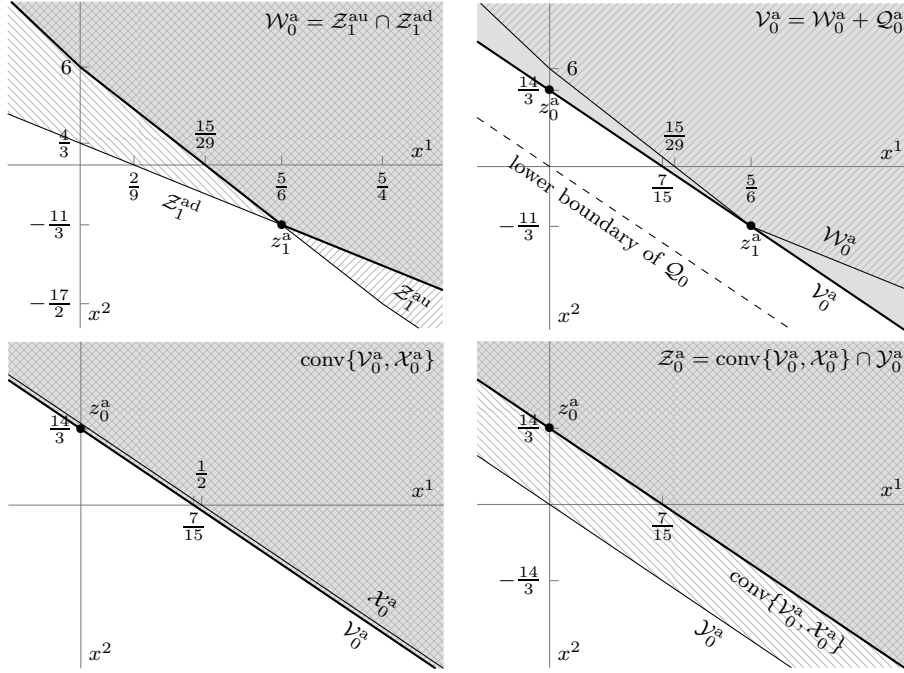 𝒲₀ᵃ = 𝒵₁ᵃᵘ ∩ 𝒵₁ᵃᵈ
6
4/3
15/29
x¹
2/9
5/6
5/4
𝒵₁ᵃᵈ
−11/3
z₁ᵃ
−17/2
x²
𝒵₁ᵃᵘ
𝒱₀ᵃ = 𝒲₀ᵃ + 𝒬₀ᵃ
6
14/3
z₀ᵃ
15/29
x¹
7/15
5/6
lower boundary of 𝒬₀
−11/3
z₁ᵃ
𝒲₀ᵃ
𝒱₀ᵃ
x²
conv{𝒱₀ᵃ, 𝒳₀ᵃ}
z₀ᵃ
14/3
1/2
x¹
7/15
𝒳₀ᵃ
𝒱₀ᵃ
x²
𝒵₀ᵃ = conv{𝒱₀ᵃ, 𝒳₀ᵃ} ∩ 𝒴₀ᵃ
z₀ᵃ
14/3
x¹
7/15
−14/3
conv{𝒱₀ᵃ, 𝒳₀ᵃ}
𝒴₀ᵃ
x²